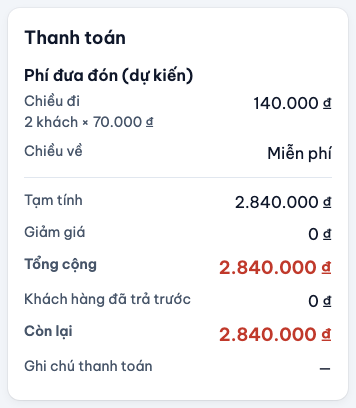 Thanh toán
Phí đưa đón (dự kiến)
Chiều đi 140.000 ₫
2 khách × 70.000 ₫
Chiều về Miễn phí
Tạm tính 2.840.000 ₫
Giảm giá 0 ₫
Tổng cộng 2.840.000 ₫
Khách hàng đã trả trước 0 ₫
Còn lại 2.840.000 ₫
Ghi chú thanh toán —